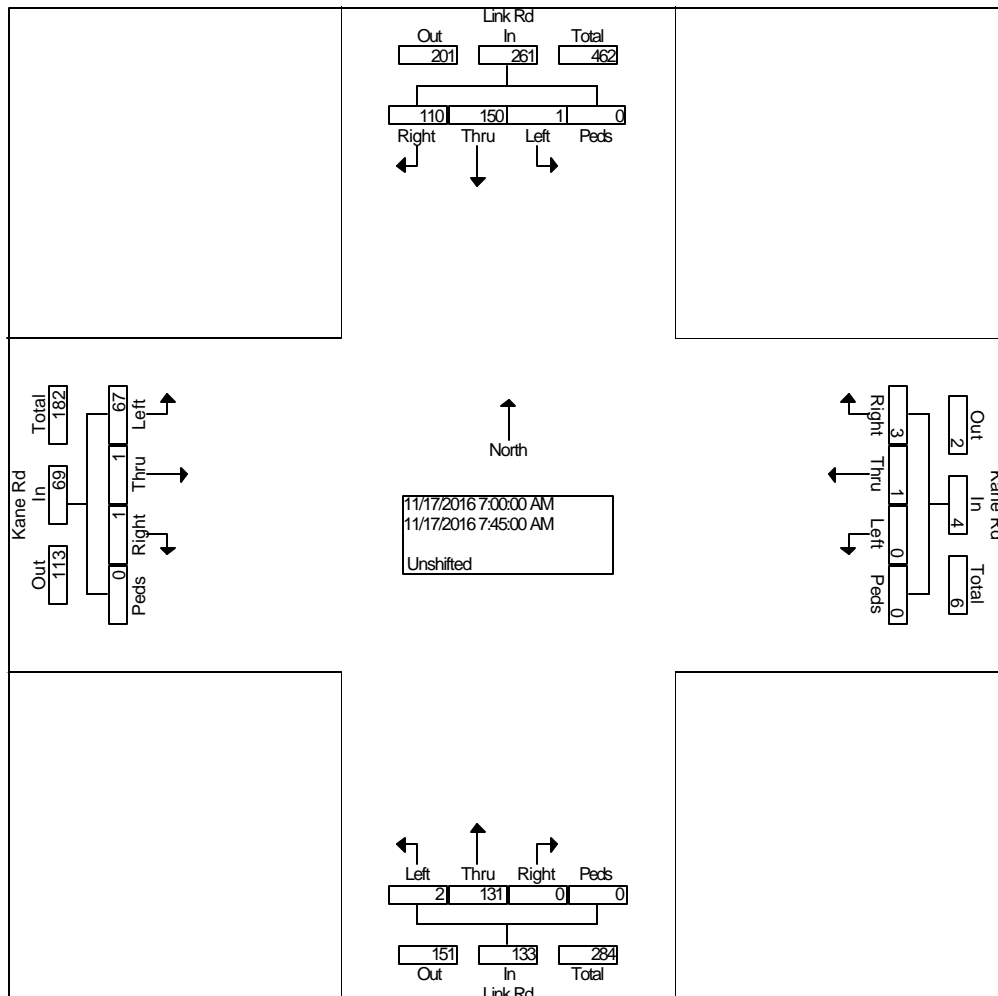 Link Rd
Out In Total
201 261 462
110 150 1 0
Right Thru Left Peds
Kane Rd
Total In Out
182 69 113
67 1 1 0
Left Thru Right Peds
North
11/17/2016 7:00:00 AM
11/17/2016 7:45:00 AM
Unshifted
Right Thru Left Peds
3 1 0 0
Out In Total
2 4 6
Kane Rd
Left Thru Right Peds
2 131 0 0
151 133 284
Out In Total
Link Rd